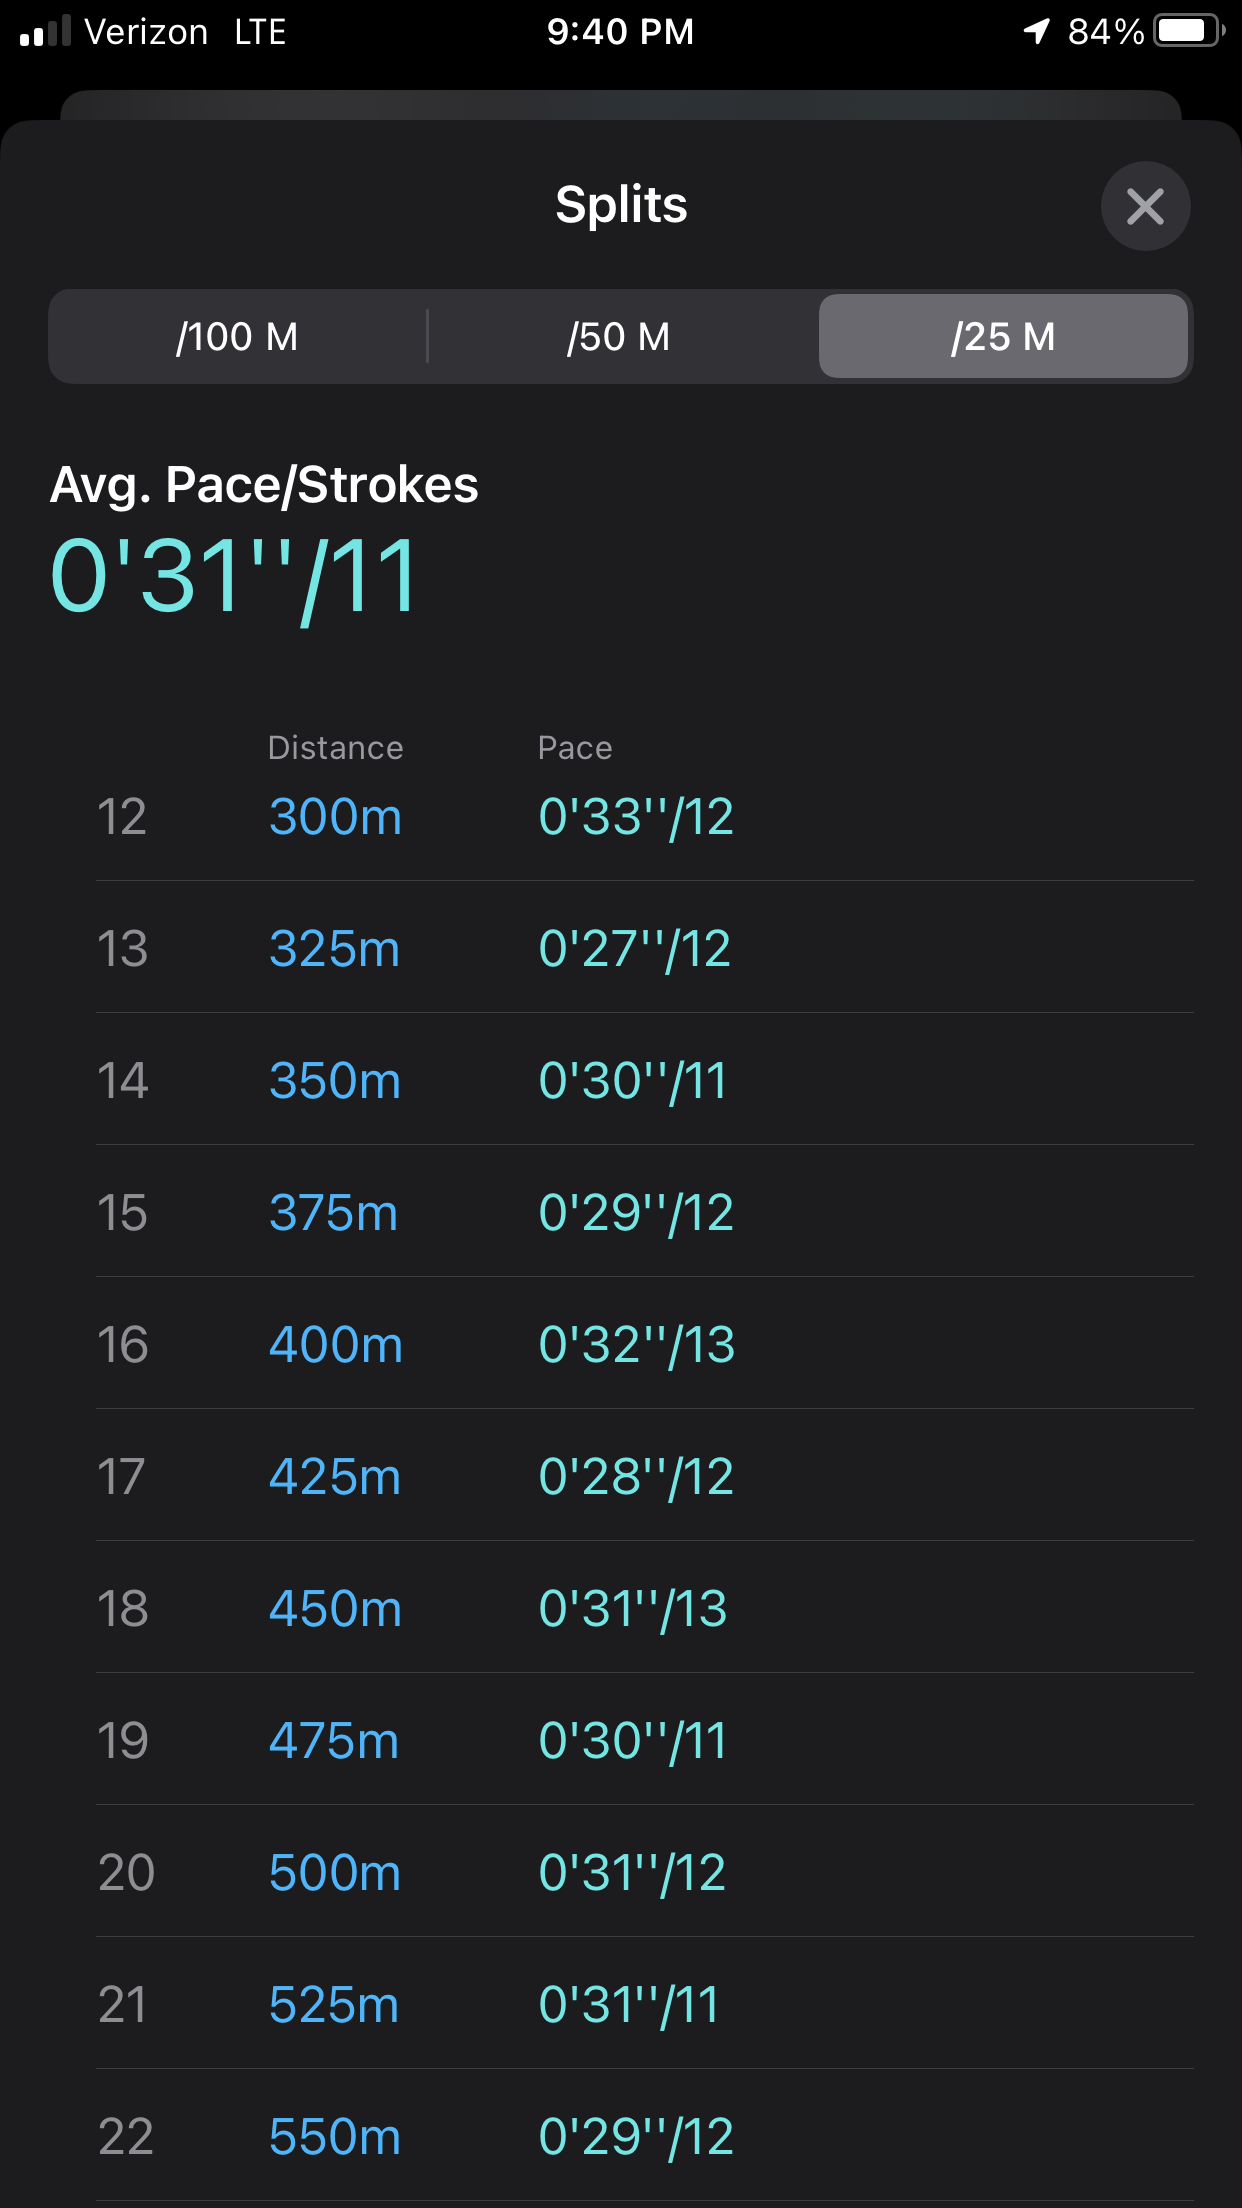 Verizon LTE 9:40 PM 84%
Splits
/100 M /50 M /25 M
Avg. Pace/Strokes
0'31''/11
Distance Pace
12 300m 0'33''/12
13 325m 0'27''/12
14 350m 0'30''/11
15 375m 0'29''/12
16 400m 0'32''/13
17 425m 0'28''/12
18 450m 0'31''/13
19 475m 0'30''/11
20 500m 0'31''/12
21 525m 0'31''/11
22 550m 0'29''/12